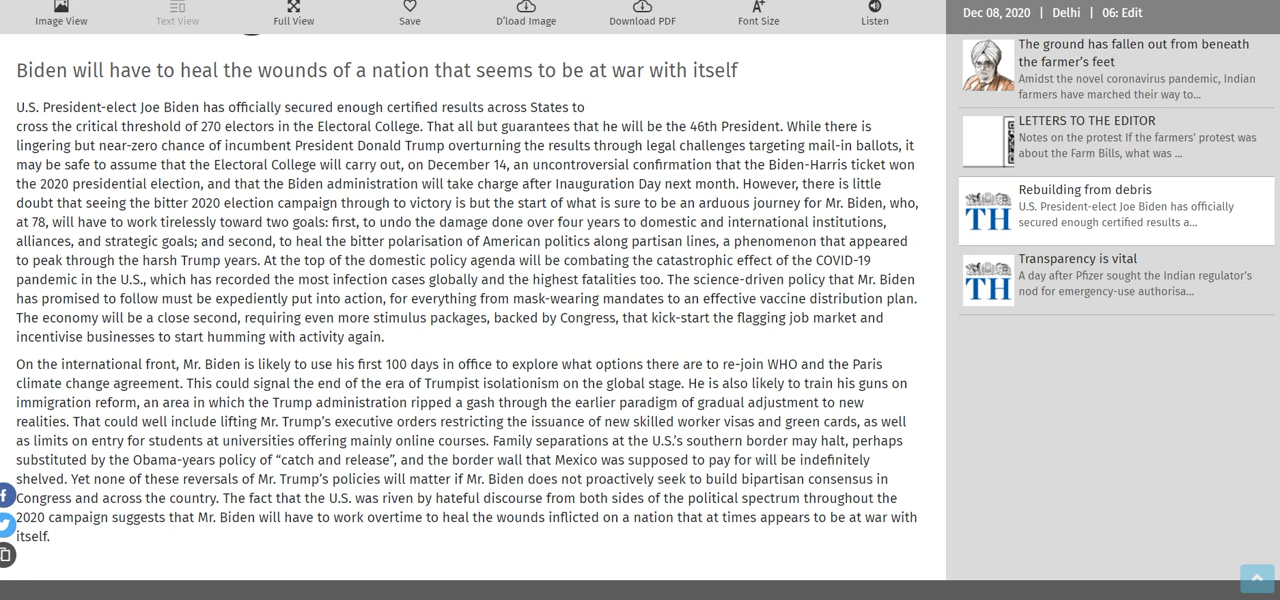 Image View
Text View
Full View
Save
D'load Image
Download PDF
Font Size
Listen
Dec 08, 2020 | Delhi | 06: Edit
Biden will have to heal the wounds of a nation that seems to be at war with itself
U.S. President-elect Joe Biden has officially secured enough certified results across States to
cross the critical threshold of 270 electors in the Electoral College. That all but guarantees that he will be the 46th President. While there is
lingering but near-zero chance of incumbent President Donald Trump overturning the results through legal challenges targeting mail-in ballots, it
may be safe to assume that the Electoral College will carry out, on December 14, an uncontroversial confirmation that the Biden-Harris ticket won
the 2020 presidential election, and that the Biden administration will take charge after Inauguration Day next month. However, there is little
doubt that seeing the bitter 2020 election campaign through to victory is but the start of what is sure to be an arduous journey for Mr. Biden, who,
at 78, will have to work tirelessly toward two goals: first, to undo the damage done over four years to domestic and international institutions,
alliances, and strategic goals; and second, to heal the bitter polarisation of American politics along partisan lines, a phenomenon that appeared
to peak through the harsh Trump years. At the top of the domestic policy agenda will be combating the catastrophic effect of the COVID-19
pandemic in the U.S., which has recorded the most infection cases globally and the highest fatalities too. The science-driven policy that Mr. Biden
has promised to follow must be expediently put into action, for everything from mask-wearing mandates to an effective vaccine distribution plan.
The economy will be a close second, requiring even more stimulus packages, backed by Congress, that kick-start the flagging job market and
incentivise businesses to start humming with activity again.
On the international front, Mr. Biden is likely to use his first 100 days in office to explore what options there are to re-join WHO and the Paris
climate change agreement. This could signal the end of the era of Trumpist isolationism on the global stage. He is also likely to train his guns on
immigration reform, an area in which the Trump administration ripped a gash through the earlier paradigm of gradual adjustment to new
realities. That could well include lifting Mr. Trump's executive orders restricting the issuance of new skilled worker visas and green cards, as well
as limits on entry for students at universities offering mainly online courses. Family separations at the U.S.'s southern border may halt, perhaps
substituted by the Obama-years policy of “catch and release”, and the border wall that Mexico was supposed to pay for will be indefinitely
shelved. Yet none of these reversals of Mr. Trump's policies will matter if Mr. Biden does not proactively seek to build bipartisan consensus in
Congress and across the country. The fact that the U.S. was riven by hateful discourse from both sides of the political spectrum throughout the
2020 campaign suggests that Mr. Biden will have to work overtime to heal the wounds inflicted on a nation that at times appears to be at war with
itself.
The ground has fallen out from beneath
the farmer's feet
Amidst the novel coronavirus pandemic, Indian
farmers have marched their way to...
LETTERS TO THE EDITOR
Notes on the protest If the farmers' protest was
about the Farm Bills, what was ...
TH
Rebuilding from debris
U.S. President-elect Joe Biden has officially
secured enough certified results a...
TH
Transparency is vital
A day after Pfizer sought the Indian regulator's
nod for emergency-use authorisa...